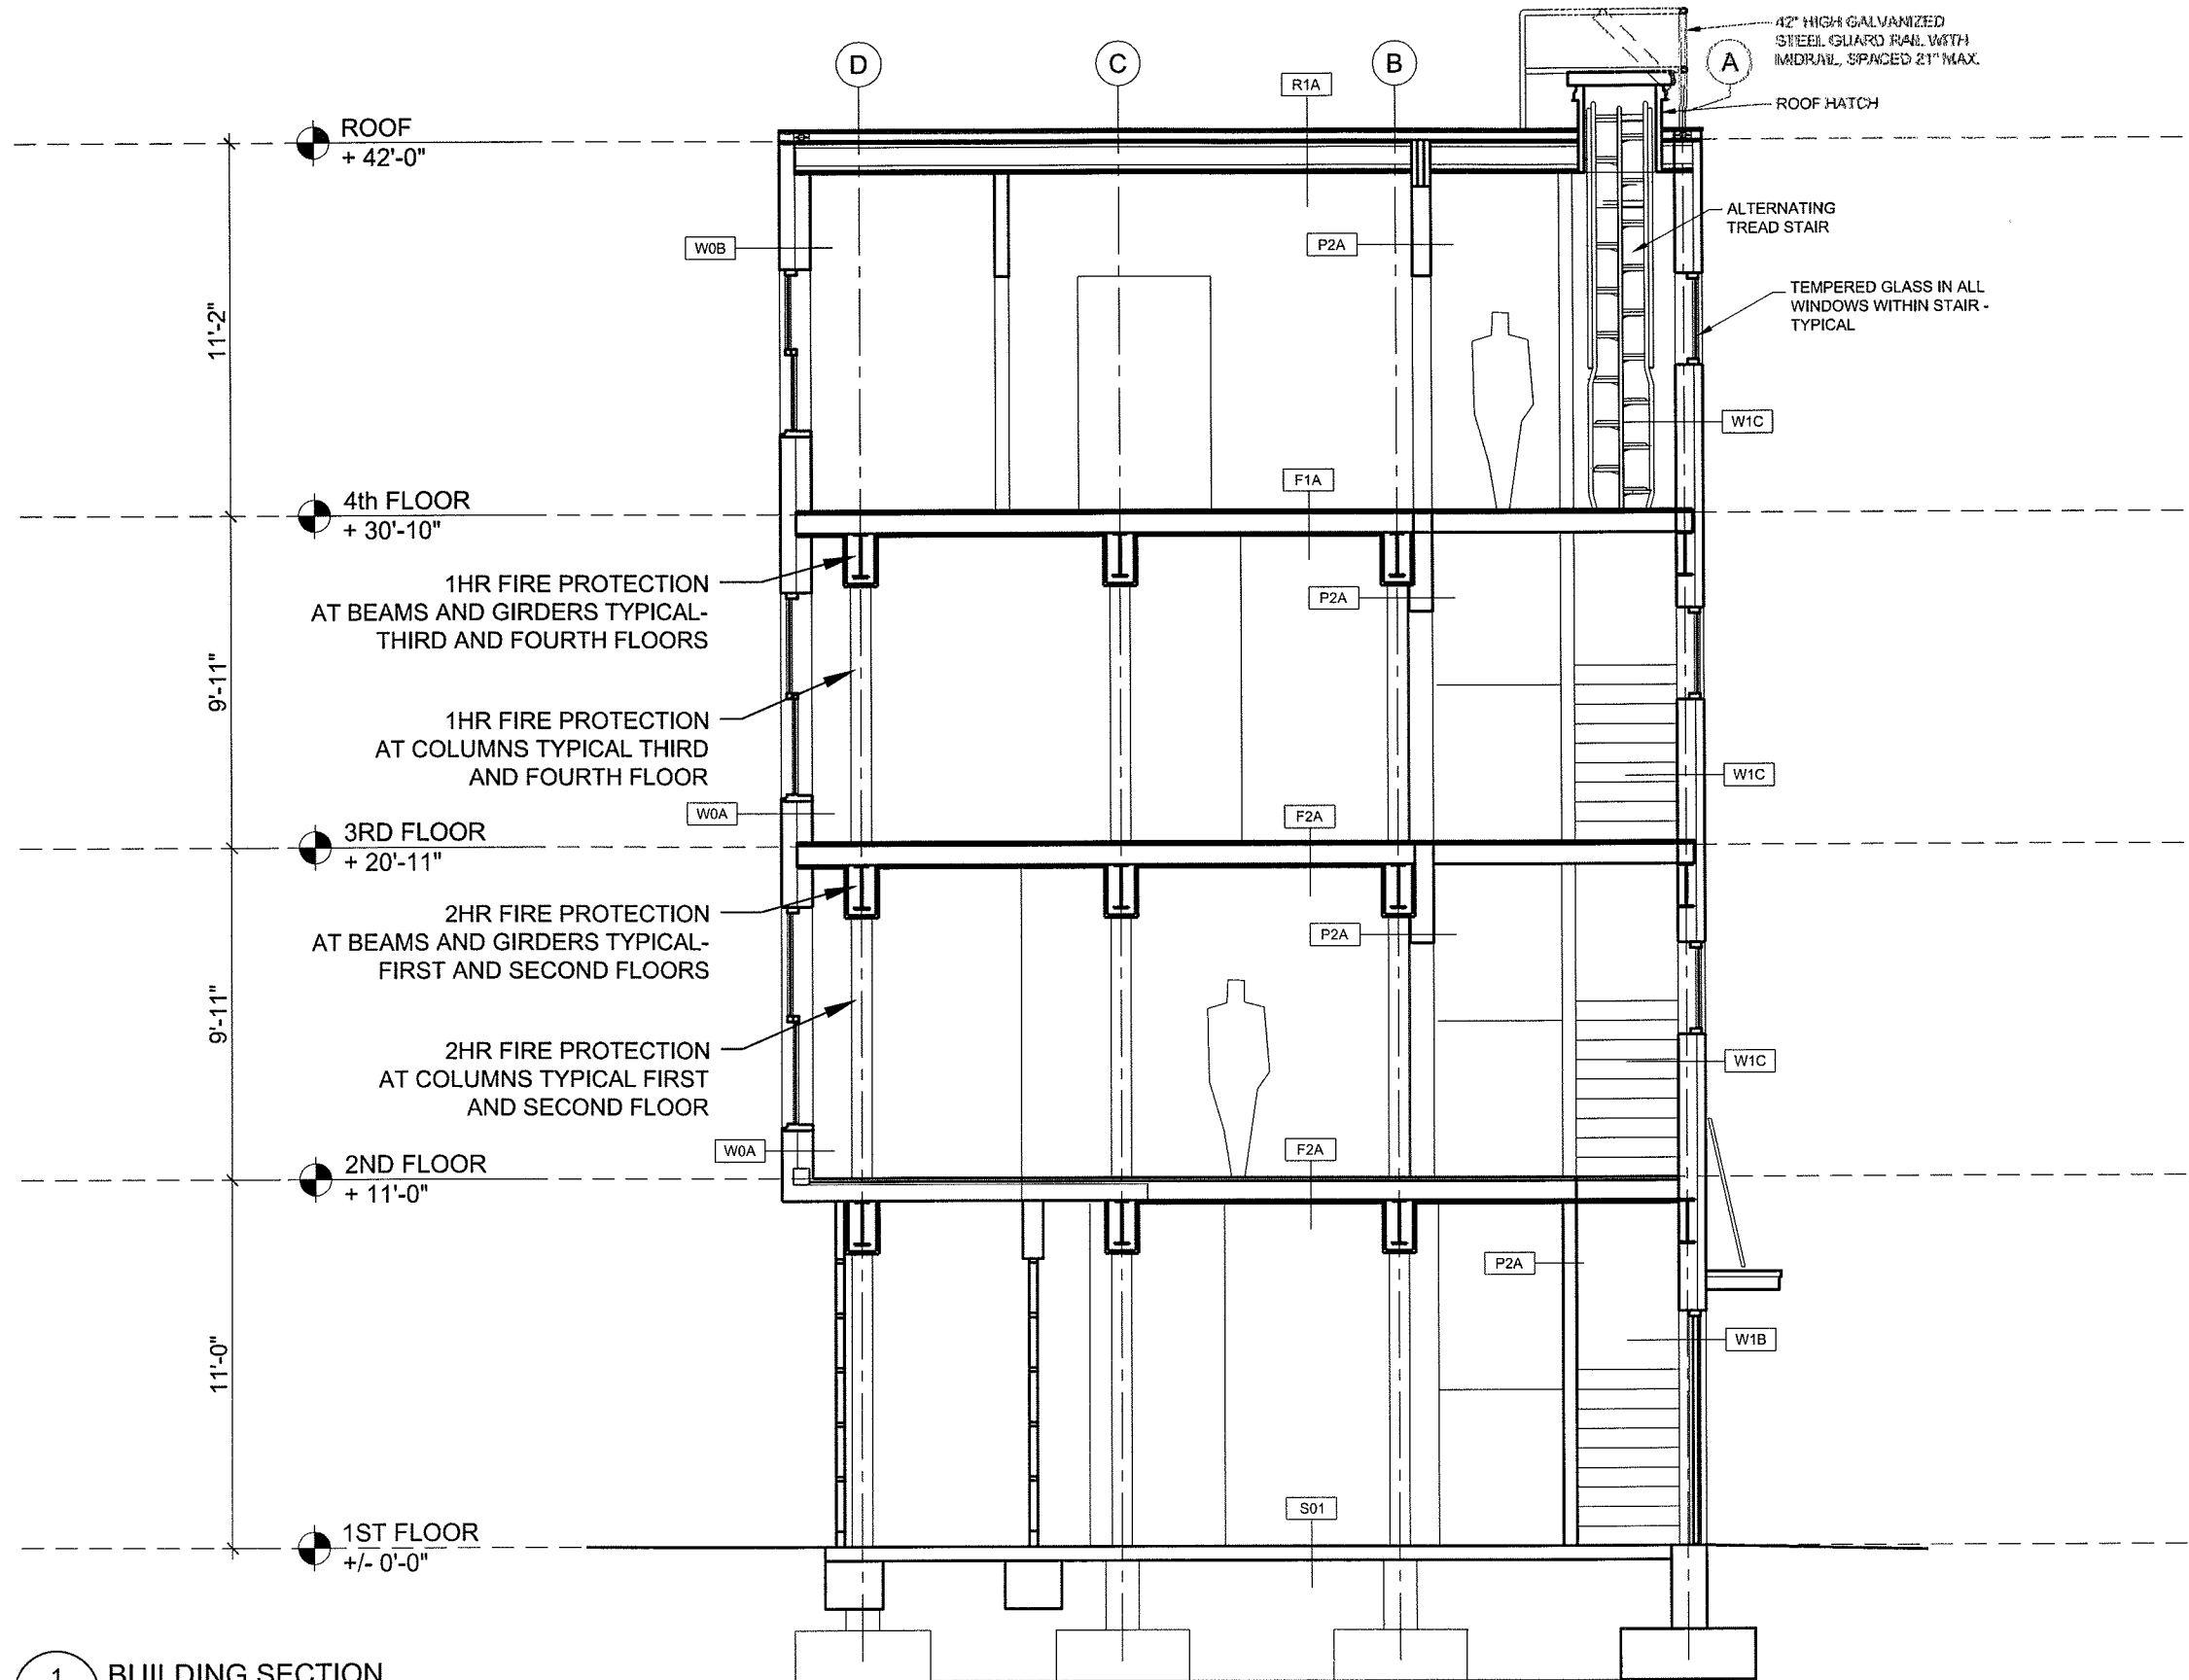 42" HIGH GALVANIZED
STEEL GUARD RAIL WITH
MIDRAIL, SPACED 21" MAX.
D
C
B
A
R1A
ROOF HATCH
ROOF
+ 42'-0"
ALTERNATING
TREAD STAIR
W0B
P2A
TEMPERED GLASS IN ALL
WINDOWS WITHIN STAIR -
TYPICAL
11'-2"
W1C
F1A
4th FLOOR
+ 30'-10"
1HR FIRE PROTECTION
AT BEAMS AND GIRDERS TYPICAL-
THIRD AND FOURTH FLOORS
P2A
9'-11"
1HR FIRE PROTECTION
AT COLUMNS TYPICAL THIRD
AND FOURTH FLOOR
W1C
W0A
F2A
3RD FLOOR
+ 20'-11"
2HR FIRE PROTECTION
AT BEAMS AND GIRDERS TYPICAL-
FIRST AND SECOND FLOORS
P2A
9'-11"
2HR FIRE PROTECTION
AT COLUMNS TYPICAL FIRST
AND SECOND FLOOR
W1C
W0A
F2A
2ND FLOOR
+ 11'-0"
P2A
W1B
11'-0"
S01
1ST FLOOR
+/- 0'-0"
1
BUILDING SECTION